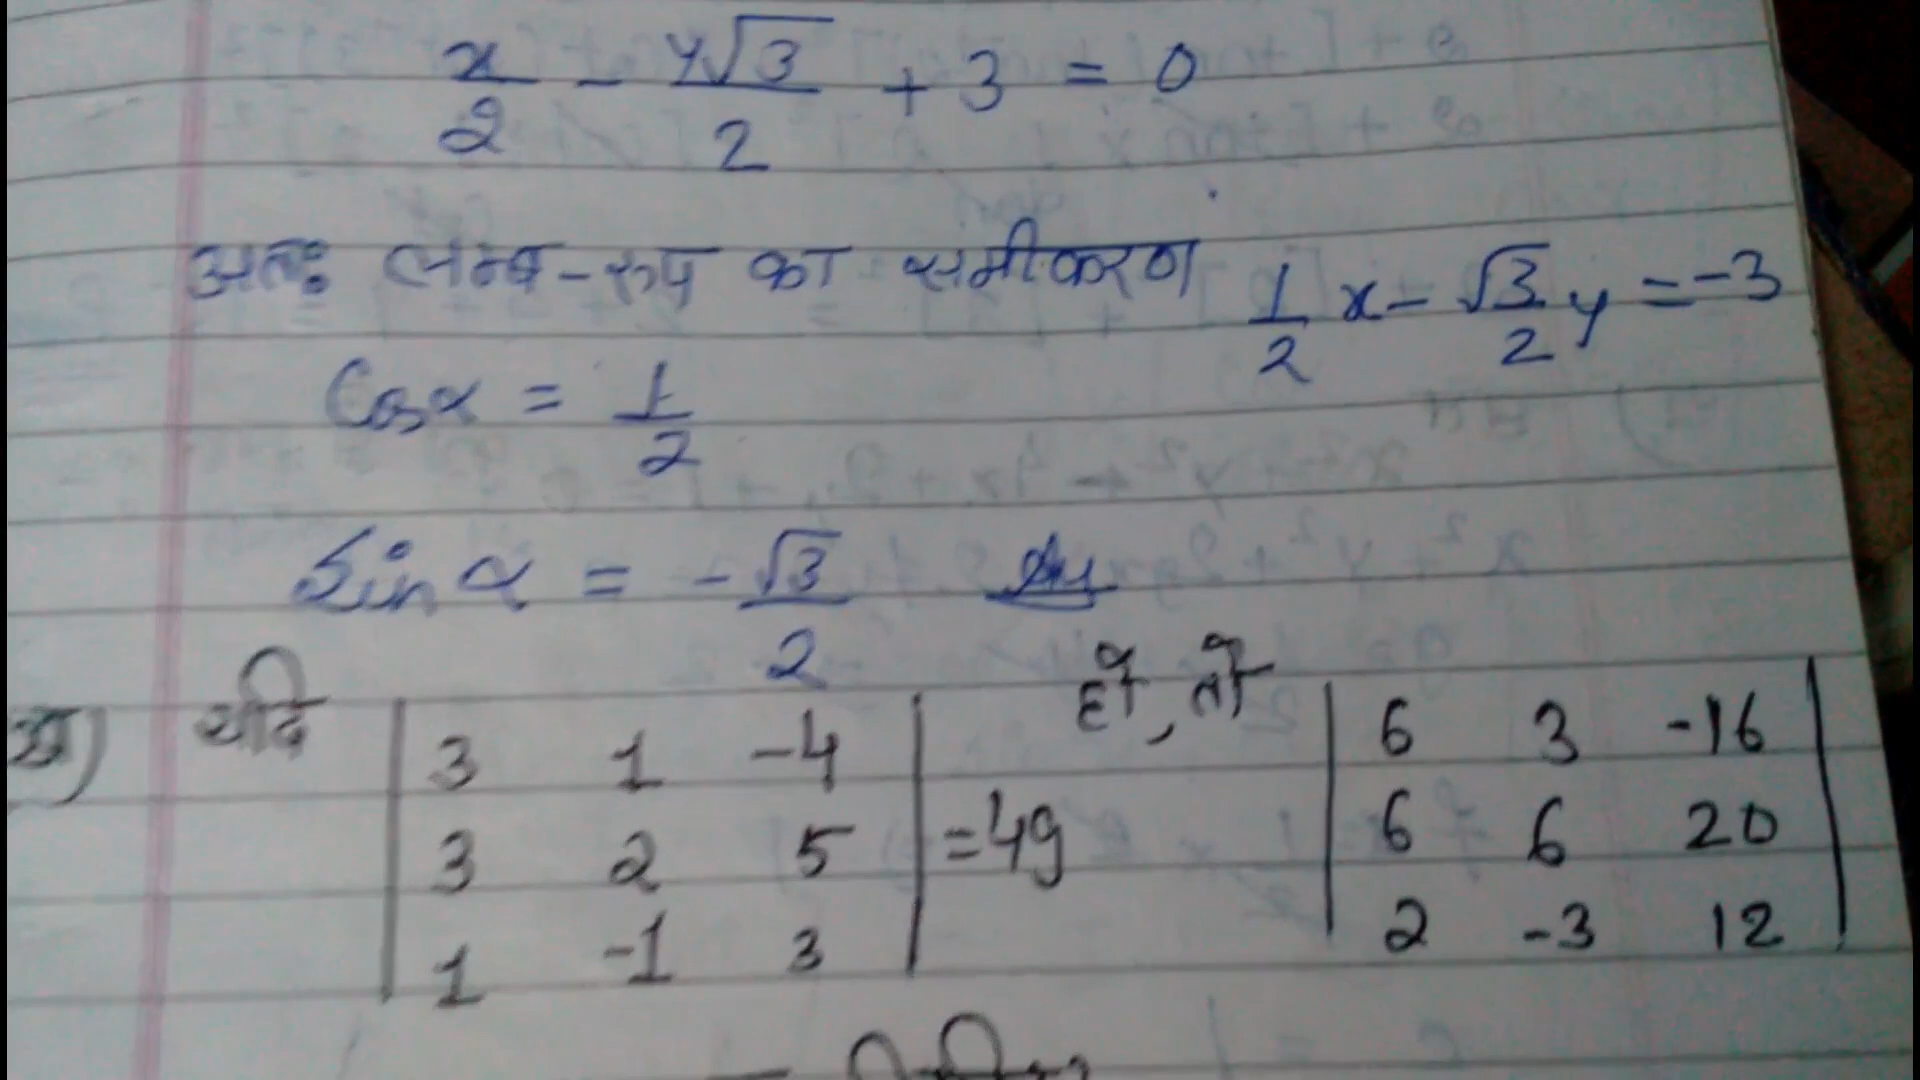 x/2 - y√3/2 + 3 = 0
अतः लम्ब-रुप का समीकरण 1/2 x - √3/2 y = -3
Cosα = 1/2
Sinα = -√3/2 Ans
ख) यदि | 3 1 -4 | हो, तो | 6 3 -16 |
| 3 2 5 | = 49 | 6 6 20 |
| 1 -1 3 | | 2 -3 12 |